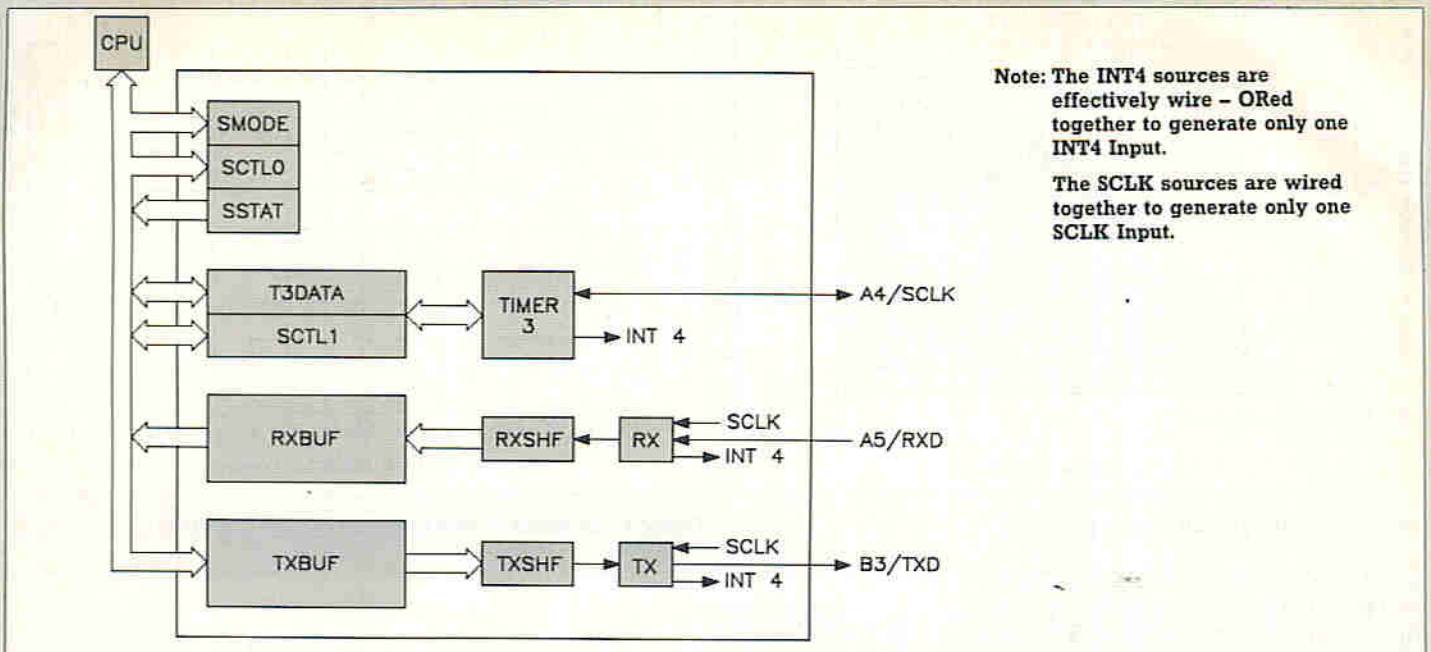 CPU
SMODE
SCTL0
SSTAT
T3DATA
SCTL1
TIMER
3
A4/SCLK
INT 4
RXBUF
RXSHF
RX
SCLK
A5/RXD
INT 4
TXBUF
TXSHF
TX
SCLK
B3/TXD
INT 4
Note: The INT4 sources are
effectively wire – ORed
together to generate only one
INT4 Input.
The SCLK sources are wired
together to generate only one
SCLK Input.